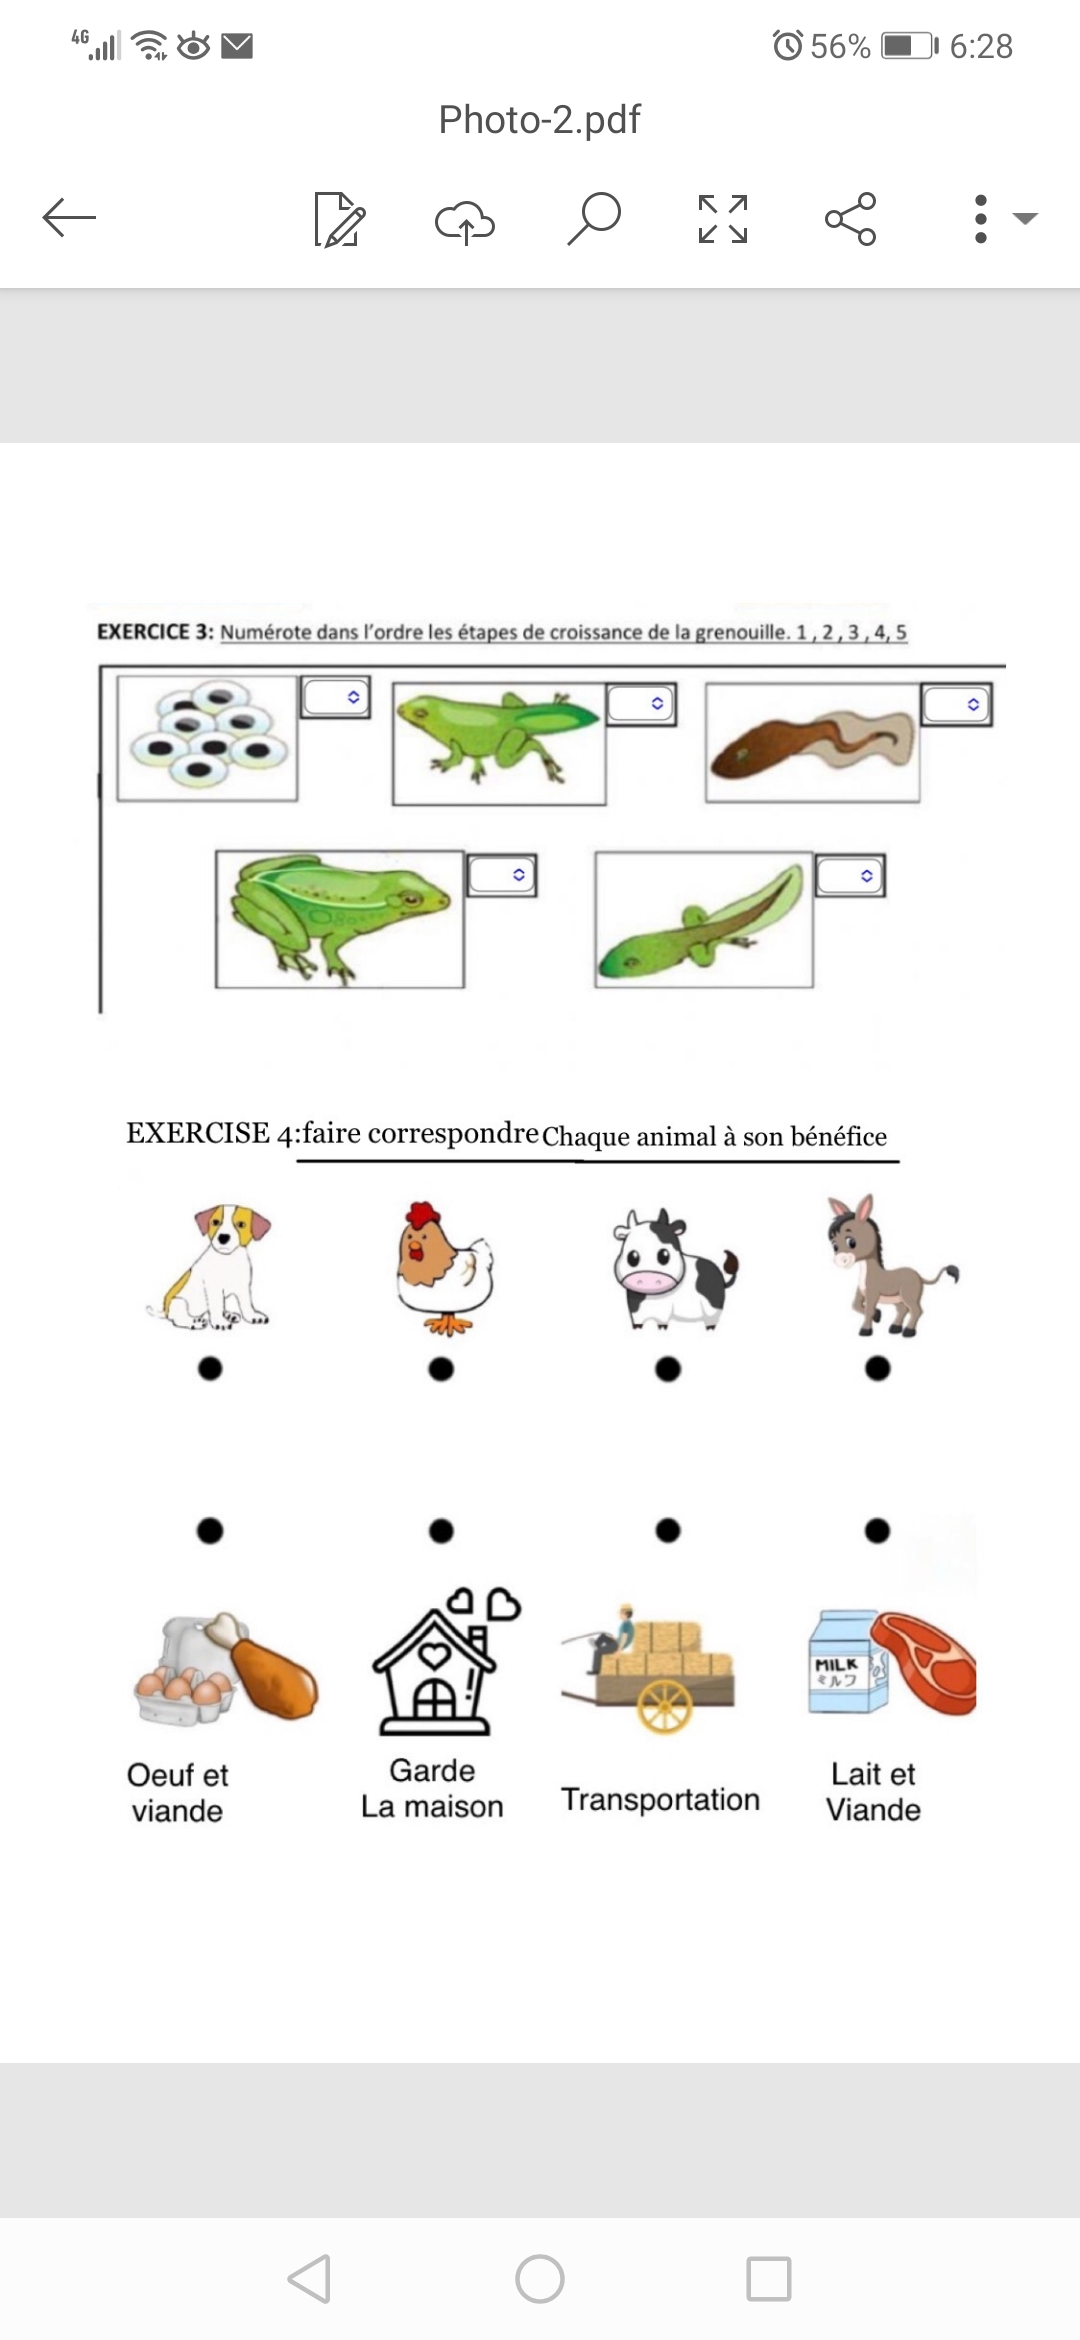 4G 56% 6:28
Photo-2.pdf
EXERCICE 3: Numérote dans l'ordre les étapes de croissance de la grenouille. 1 , 2 , 3 , 4, 5
EXERCISE 4:faire correspondre Chaque animal à son bénéfice
MILK
ミルク
Oeuf et
viande
Garde
La maison
Transportation
Lait et
Viande